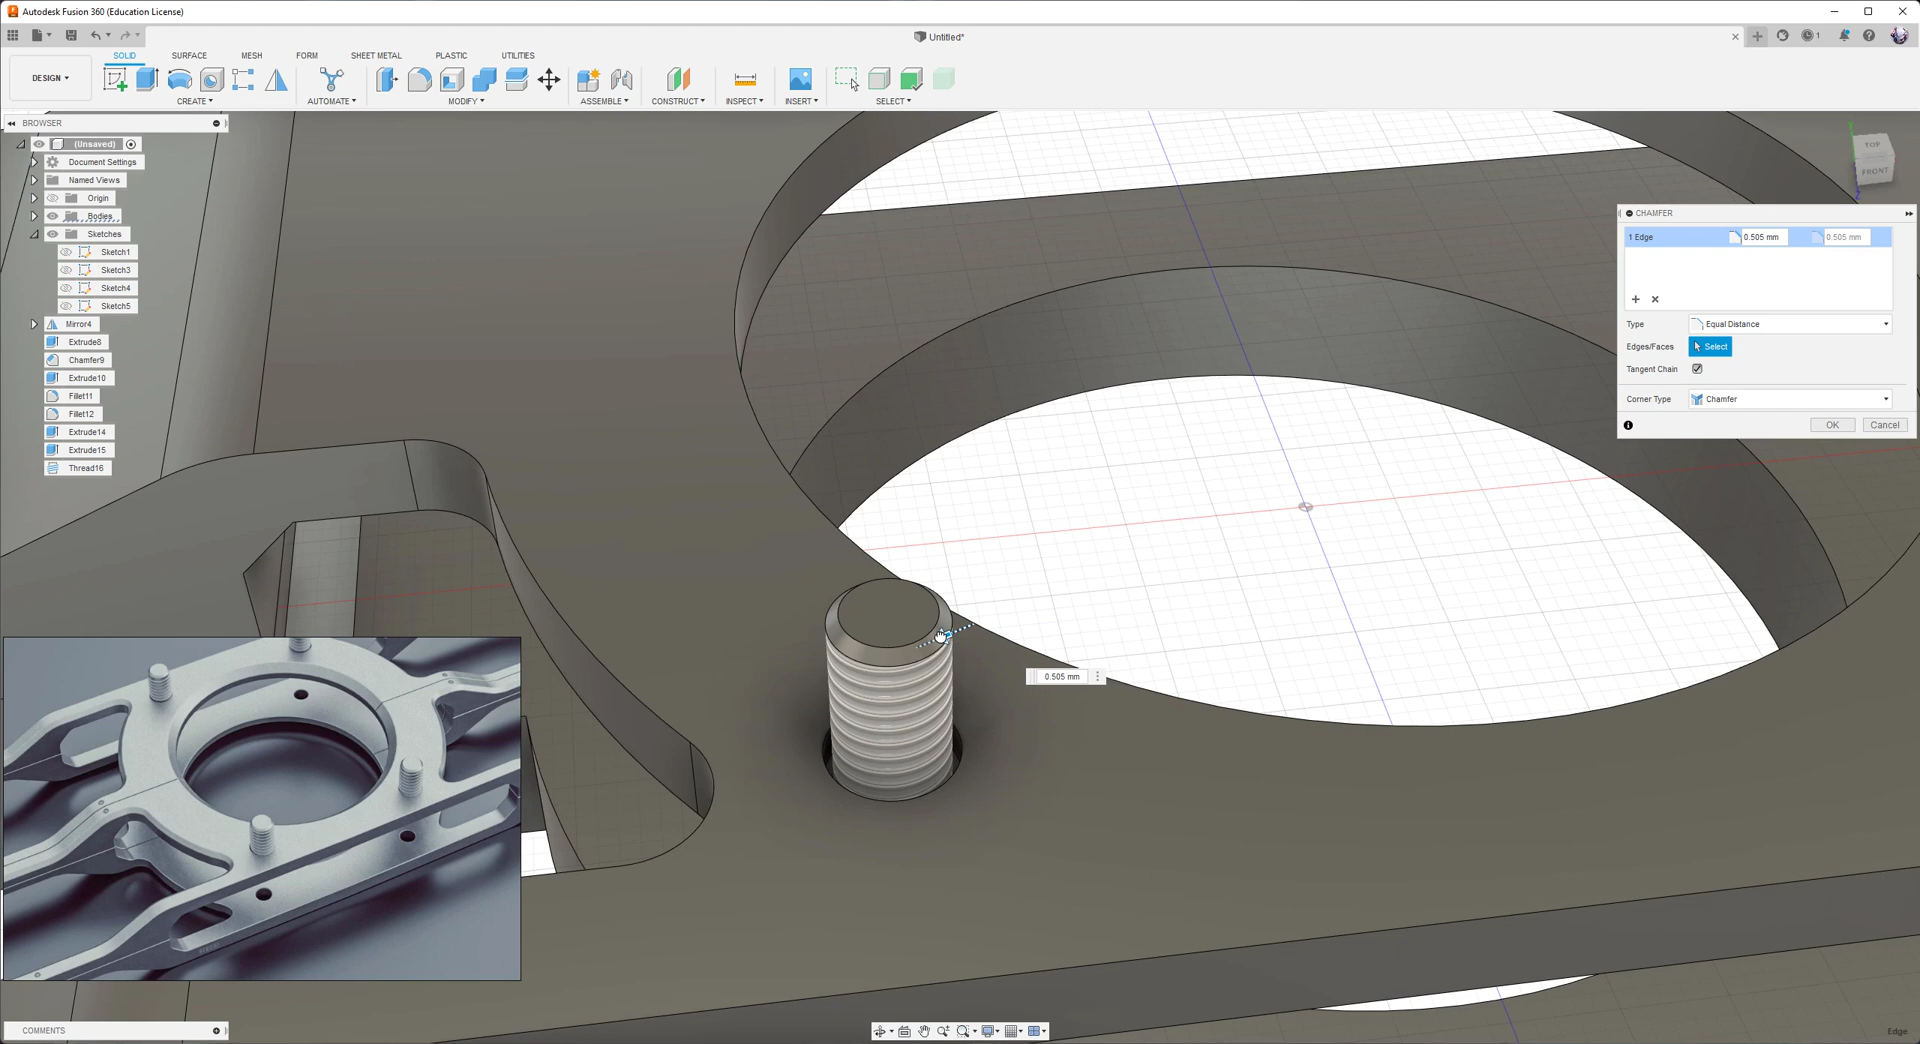 Autodesk Fusion 360 (Education License)
Untitled*
1
DESIGN
SOLID
SURFACE
MESH
FORM
SHEET METAL
PLASTIC
UTILITIES
CREATE
AUTOMATE
MODIFY
ASSEMBLE
CONSTRUCT
INSPECT
INSERT
SELECT
BROWSER
(Unsaved)
Document Settings
Named Views
Origin
Bodies
Sketches
Sketch1
Sketch3
Sketch4
Sketch5
Mirror4
Extrude8
Chamfer9
Extrude10
Fillet11
Fillet12
Extrude14
Extrude15
Thread16
Y
TOP
FRONT
Z
CHAMFER
1 Edge 0.505 mm 0.505 mm
Type Equal Distance
Edges/Faces Select
Tangent Chain
Corner Type Chamfer
OK Cancel
0.505 mm
COMMENTS
Edge